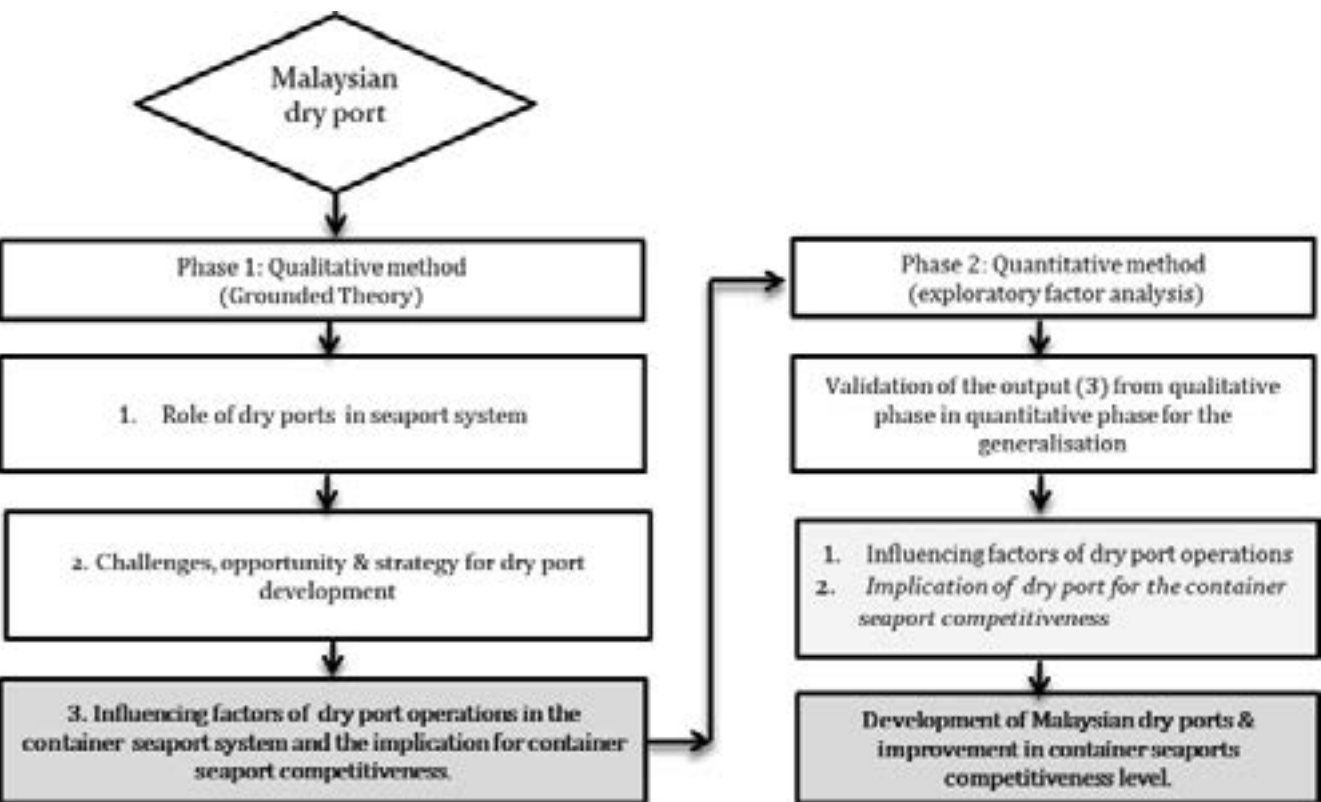 Malaysian
dry port
Phase 1: Qualitative method
(Grounded Theory)
1. Role of dry ports in seaport system
2. Challenges, opportunity & strategy for dry port
development
3. Influencing factors of dry port operations in the
container seaport system and the implication for container
seaport competitiveness.
Phase 2: Quantitative method
(exploratory factor analysis)
Validation of the output (3) from qualitative
phase in quantitative phase for the
generalisation
1. Influencing factors of dry port operations
2. Implication of dry port for the container
seaport competitiveness
Development of Malaysian dry ports &
improvement in container seaports
competitiveness level.